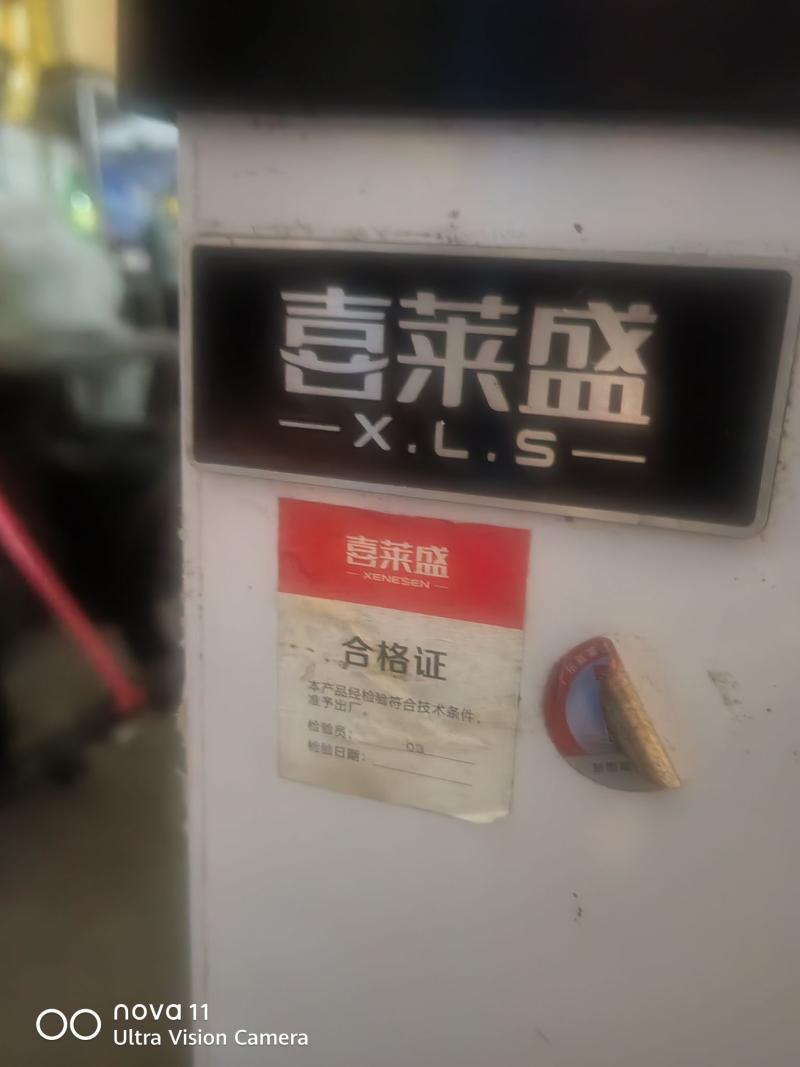 喜莱盛
X.L.S
喜莱盛
XENESEN
合格证
本产品经检验符合技术条件，
准予出厂。
检验员： 03
检验日期：
nova 11
Ultra Vision Camera